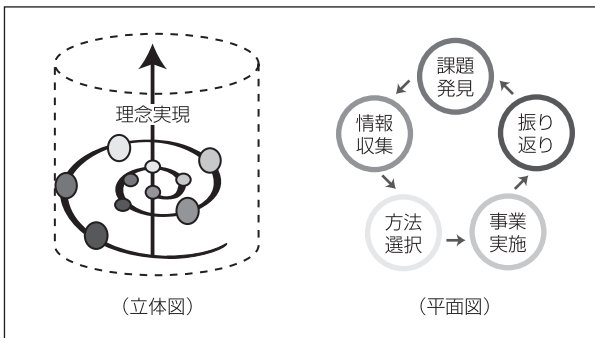 理念実現
（立体図）
課題
発見
情報
収集
方法
選択
事業
実施
振り
返り
（平面図）